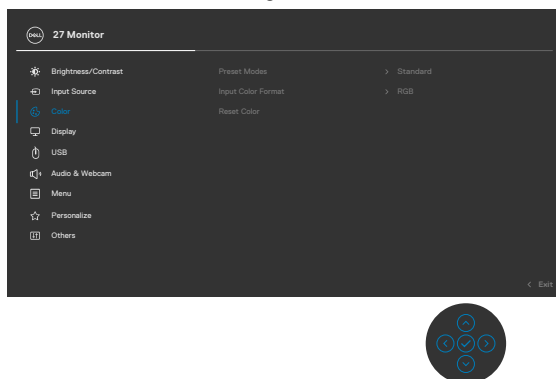 DELL 27 Monitor
Brightness/Contrast Preset Modes > Standard
Input Source Input Color Format > RGB
Color Reset Color
Display
USB
Audio & Webcam
Menu
Personalize
Others
< Exit